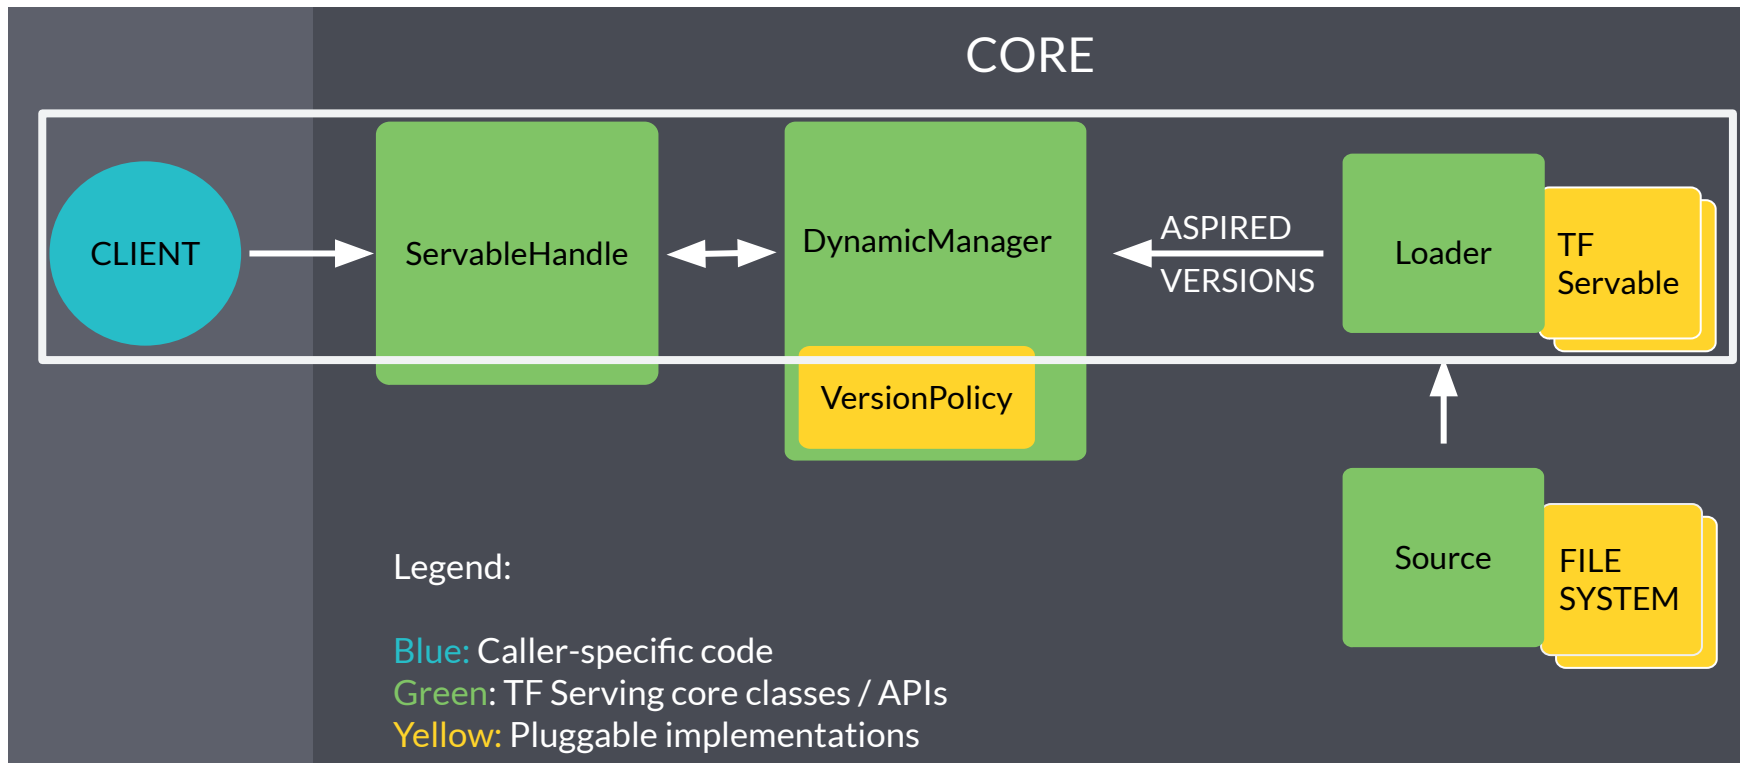 CORE
CLIENT
ServableHandle
DynamicManager
VersionPolicy
ASPIRED
VERSIONS
Loader
TF
Servable
Source
FILE
SYSTEM
Legend:
Blue: Caller-specific code
Green: TF Serving core classes / APIs
Yellow: Pluggable implementations